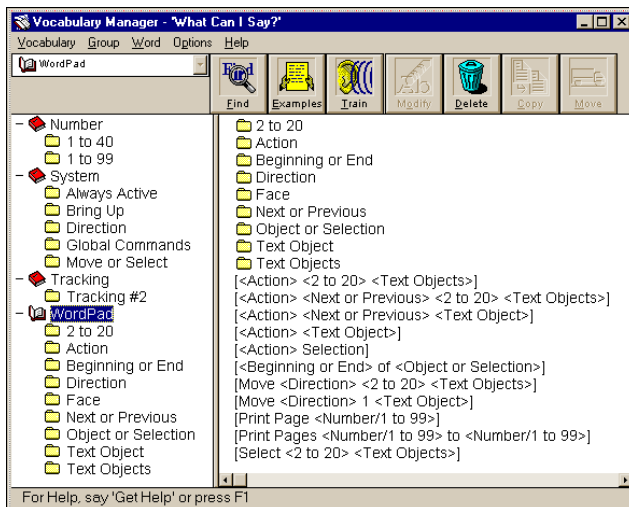 Vocabulary Manager - 'What Can I Say?'
Vocabulary Group Word Options Help
WordPad
Find
Find Examples Train Modify Delete Copy Move
Number
1 to 40
1 to 99
System
Always Active
Bring Up
Direction
Global Commands
Move or Select
Tracking
Tracking #2
WordPad
2 to 20
Action
Beginning or End
Direction
Face
Next or Previous
Object or Selection
Text Object
Text Objects
2 to 20
Action
Beginning or End
Direction
Face
Next or Previous
Object or Selection
Text Object
Text Objects
[<Action> <2 to 20> <Text Objects>]
[<Action> <Next or Previous> <2 to 20> <Text Objects>]
[<Action> <Next or Previous> <Text Object>]
[<Action> <Text Object>]
[<Action> Selection]
[<Beginning or End> of <Object or Selection>]
[Move <Direction> <2 to 20> <Text Objects>]
[Move <Direction> 1 <Text Object>]
[Print Page <Number/1 to 99>]
[Print Pages <Number/1 to 99> to <Number/1 to 99>]
[Select <2 to 20> <Text Objects>]
For Help, say 'Get Help' or press F1